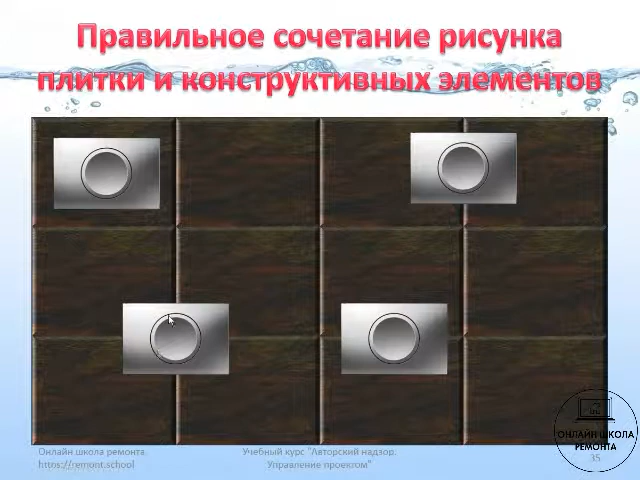 Правильное сочетание рисунка
плитки и конструктивных элементов
Онлайн школа ремонта.
https://remont.school
Учебный курс "Авторский надзор.
Управление проектом"
35
ОНЛАЙН ШКОЛА
РЕМОНТА